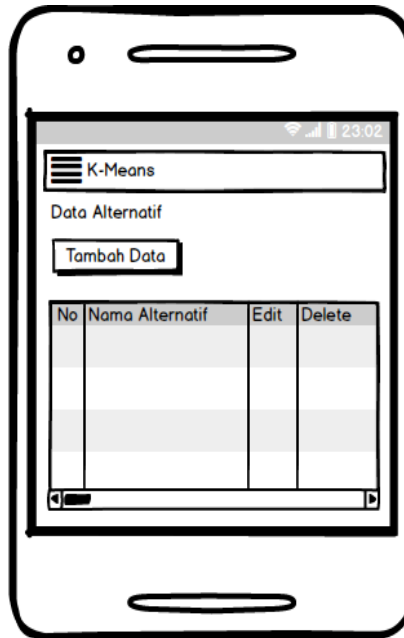 23:02
K-Means
Data Alternatif
Tambah Data
No Nama Alternatif Edit Delete